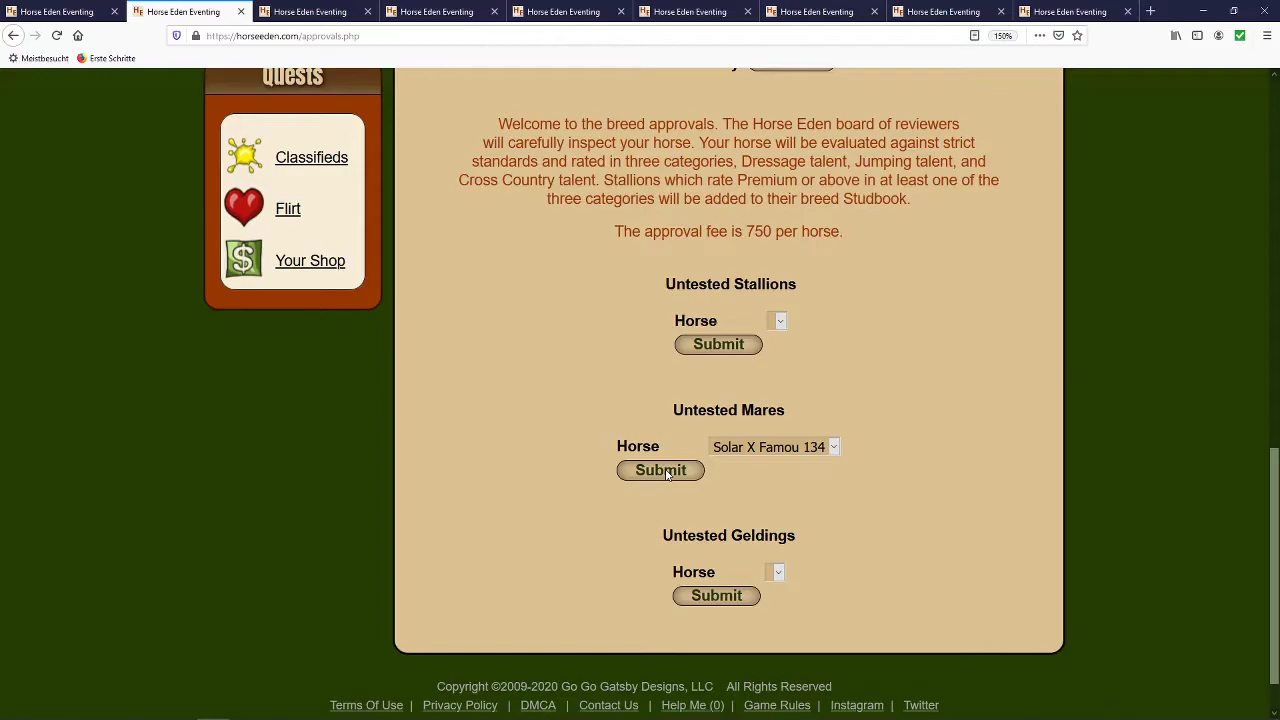 Horse Eden Eventing
Horse Eden Eventing
Horse Eden Eventing
Horse Eden Eventing
Horse Eden Eventing
Horse Eden Eventing
Horse Eden Eventing
Horse Eden Eventing
Horse Eden Eventing
https://horseeden.com/approvals.php
150%
Meistbesucht
Erste Schritte
Quests
Classifieds
Flirt
Your Shop
Welcome to the breed approvals. The Horse Eden board of reviewers
will carefully inspect your horse. Your horse will be evaluated against strict
standards and rated in three categories, Dressage talent, Jumping talent, and
Cross Country talent. Stallions which rate Premium or above in at least one of the
three categories will be added to their breed Studbook.
The approval fee is 750 per horse.
Untested Stallions
Horse
Submit
Untested Mares
Horse Solar X Famou 134
Submit
Untested Geldings
Horse
Submit
Copyright ©2009-2020 Go Go Gatsby Designs, LLC All Rights Reserved
Terms Of Use | Privacy Policy | DMCA | Contact Us | Help Me (0) | Game Rules | Instagram | Twitter